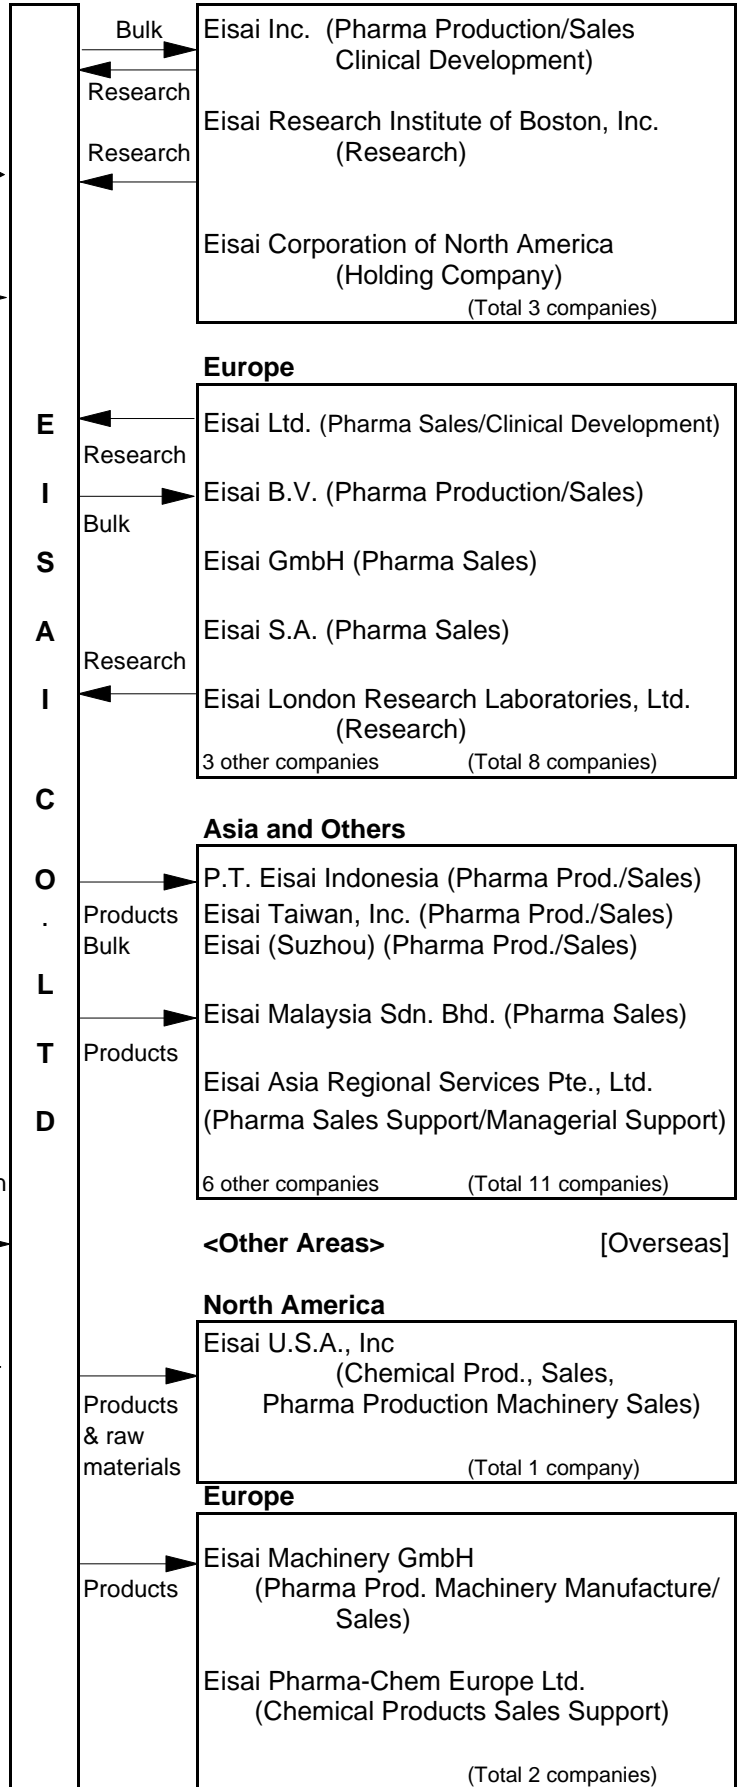 Bulk
Eisai Inc. (Pharma Production/Sales
Clinical Development)
Research
Eisai Research Institute of Boston, Inc.
Research
(Research)
Eisai Corporation of North America
(Holding Company)
(Total 3 companies)
Europe
E
I
S
A
I
C
O
.
L
T
D
Eisai Ltd. (Pharma Sales/Clinical Development)
Research
Eisai B.V. (Pharma Production/Sales)
Bulk
Eisai GmbH (Pharma Sales)
Eisai S.A. (Pharma Sales)
Research
Eisai London Research Laboratories, Ltd.
(Research)
3 other companies (Total 8 companies)
Asia and Others
P.T. Eisai Indonesia (Pharma Prod./Sales)
Products
Eisai Taiwan, Inc. (Pharma Prod./Sales)
Bulk
Eisai (Suzhou) (Pharma Prod./Sales)
Eisai Malaysia Sdn. Bhd. (Pharma Sales)
Products
Eisai Asia Regional Services Pte., Ltd.
(Pharma Sales Support/Managerial Support)
6 other companies (Total 11 companies)
<Other Areas> [Overseas]
North America
Eisai U.S.A., Inc
(Chemical Prod., Sales,
Pharma Production Machinery Sales)
Products
& raw
materials
(Total 1 company)
Europe
Eisai Machinery GmbH
Products
(Pharma Prod. Machinery Manufacture/
Sales)
Eisai Pharma-Chem Europe Ltd.
(Chemical Products Sales Support)
(Total 2 companies)